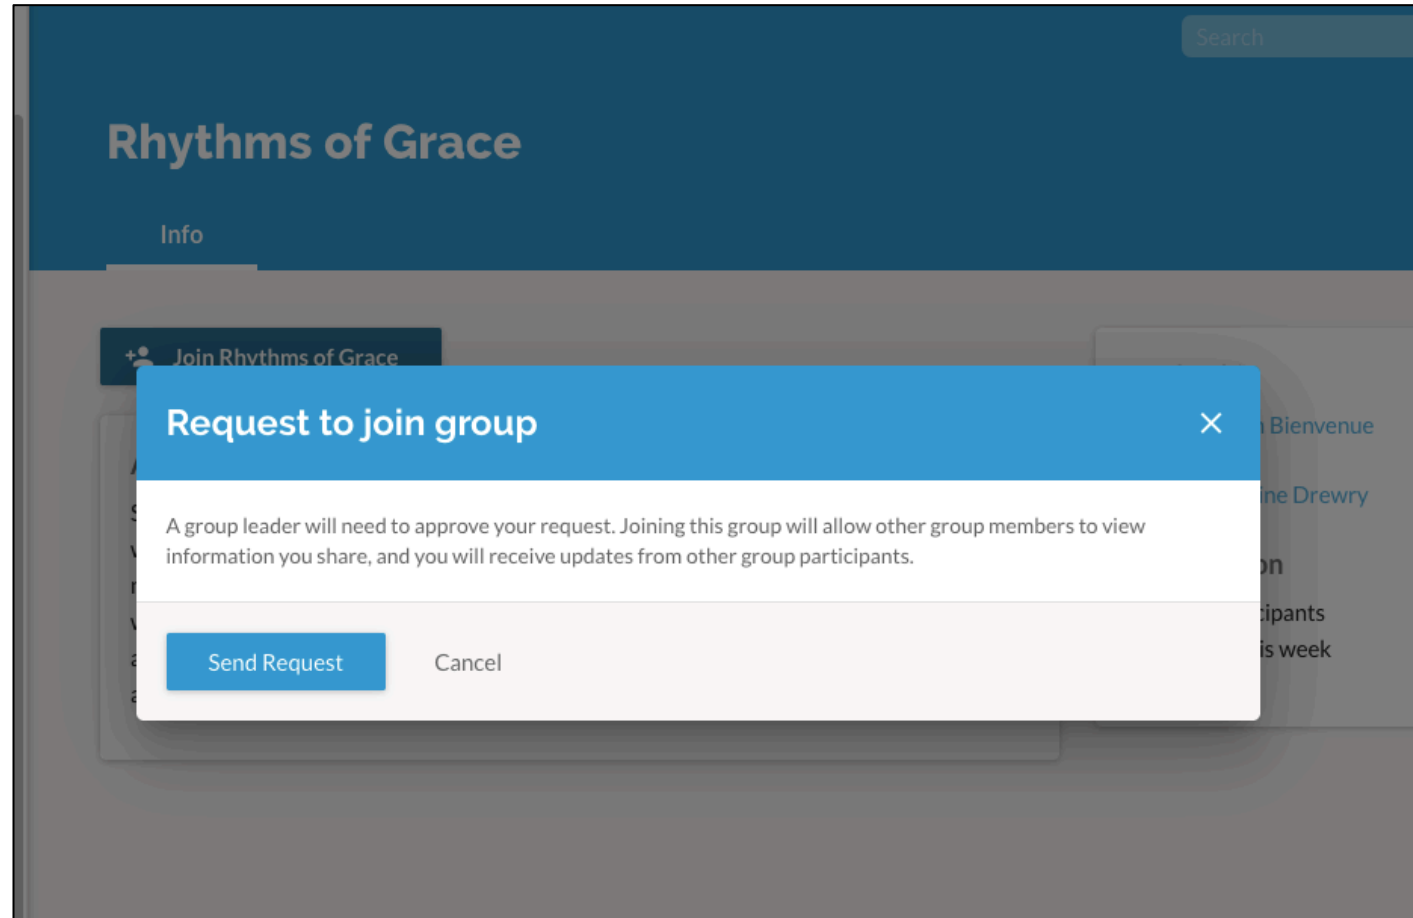 Search
Rhythms of Grace
Info
Join Rhythms of Grace
Request to join group
Bienvenue
Drewry
A group leader will need to approve your request. Joining this group will allow other group members to view
information you share, and you will receive updates from other group participants.
week
Send Request
Cancel